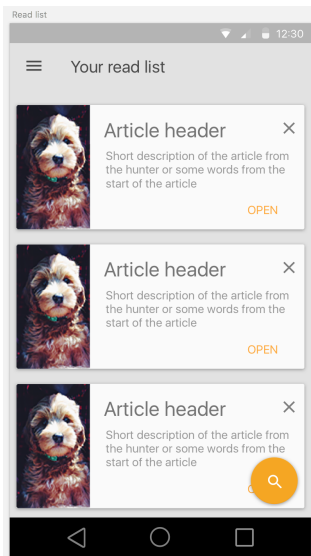 Read list
12:30
Your read list
Article header
Short description of the article from
the hunter or some words from the
start of the article
OPEN
Article header
Short description of the article from
the hunter or some words from the
start of the article
OPEN
Article header
Short description of the article from
the hunter or some words from the
start of the article